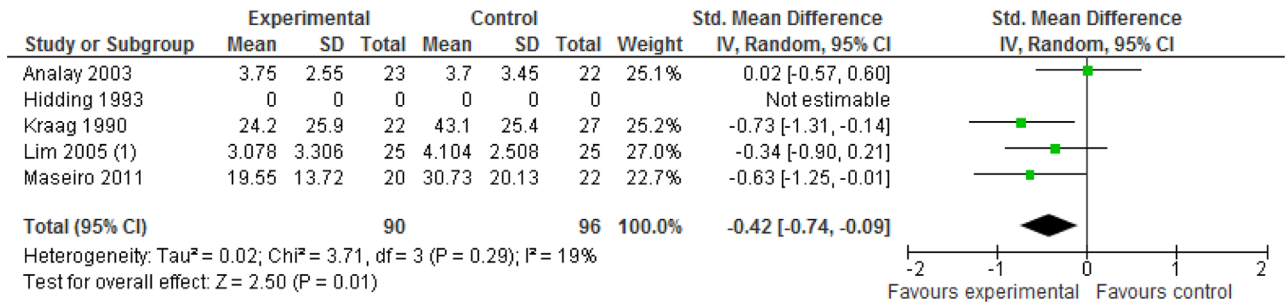 Experimental Control Std. Mean Difference Std. Mean Difference
Study or Subgroup Mean SD Total Mean SD Total Weight IV, Random, 95% CI IV, Random, 95% CI
Analay 2003 3.75 2.55 23 3.7 3.45 22 25.1% 0.02 [-0.57, 0.60]
Hidding 1993 0 0 0 0 0 0 Not estimable
Kraag 1990 24.2 25.9 22 43.1 25.4 27 25.2% -0.73 [-1.31, -0.14]
Lim 2005 (1) 3.078 3.306 25 4.104 2.508 25 27.0% -0.34 [-0.90, 0.21]
Maseiro 2011 19.55 13.72 20 30.73 20.13 22 22.7% -0.63 [-1.25, -0.01]
Total (95% CI) 90 96 100.0% -0.42 [-0.74, -0.09]
Heterogeneity: Tau² = 0.02; Chi² = 3.71, df = 3 (P = 0.29); I² = 19%
Test for overall effect: Z = 2.50 (P = 0.01)
-2 -1 0 1 2
Favours experimental Favours control